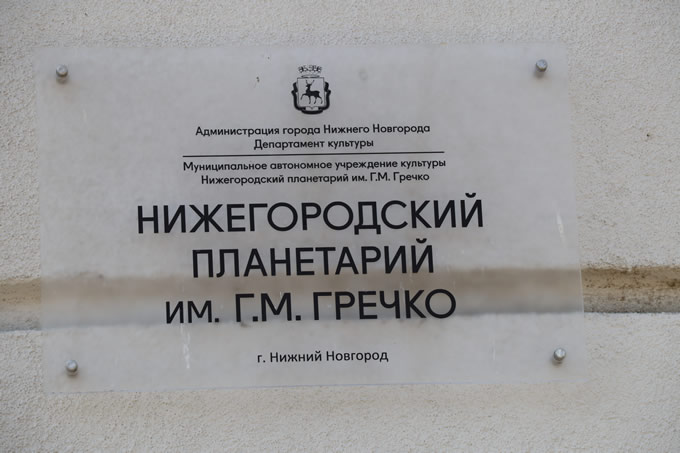 Администрация города Нижнего Новгорода
Департамент культуры
Муниципальное автономное учреждение культуры
Нижегородский планетарий им. Г.М. Гречко
НИЖЕГОРОДСКИЙ
ПЛАНЕТАРИЙ
ИМ. Г.М. ГРЕЧКО
г. Нижний Новгород